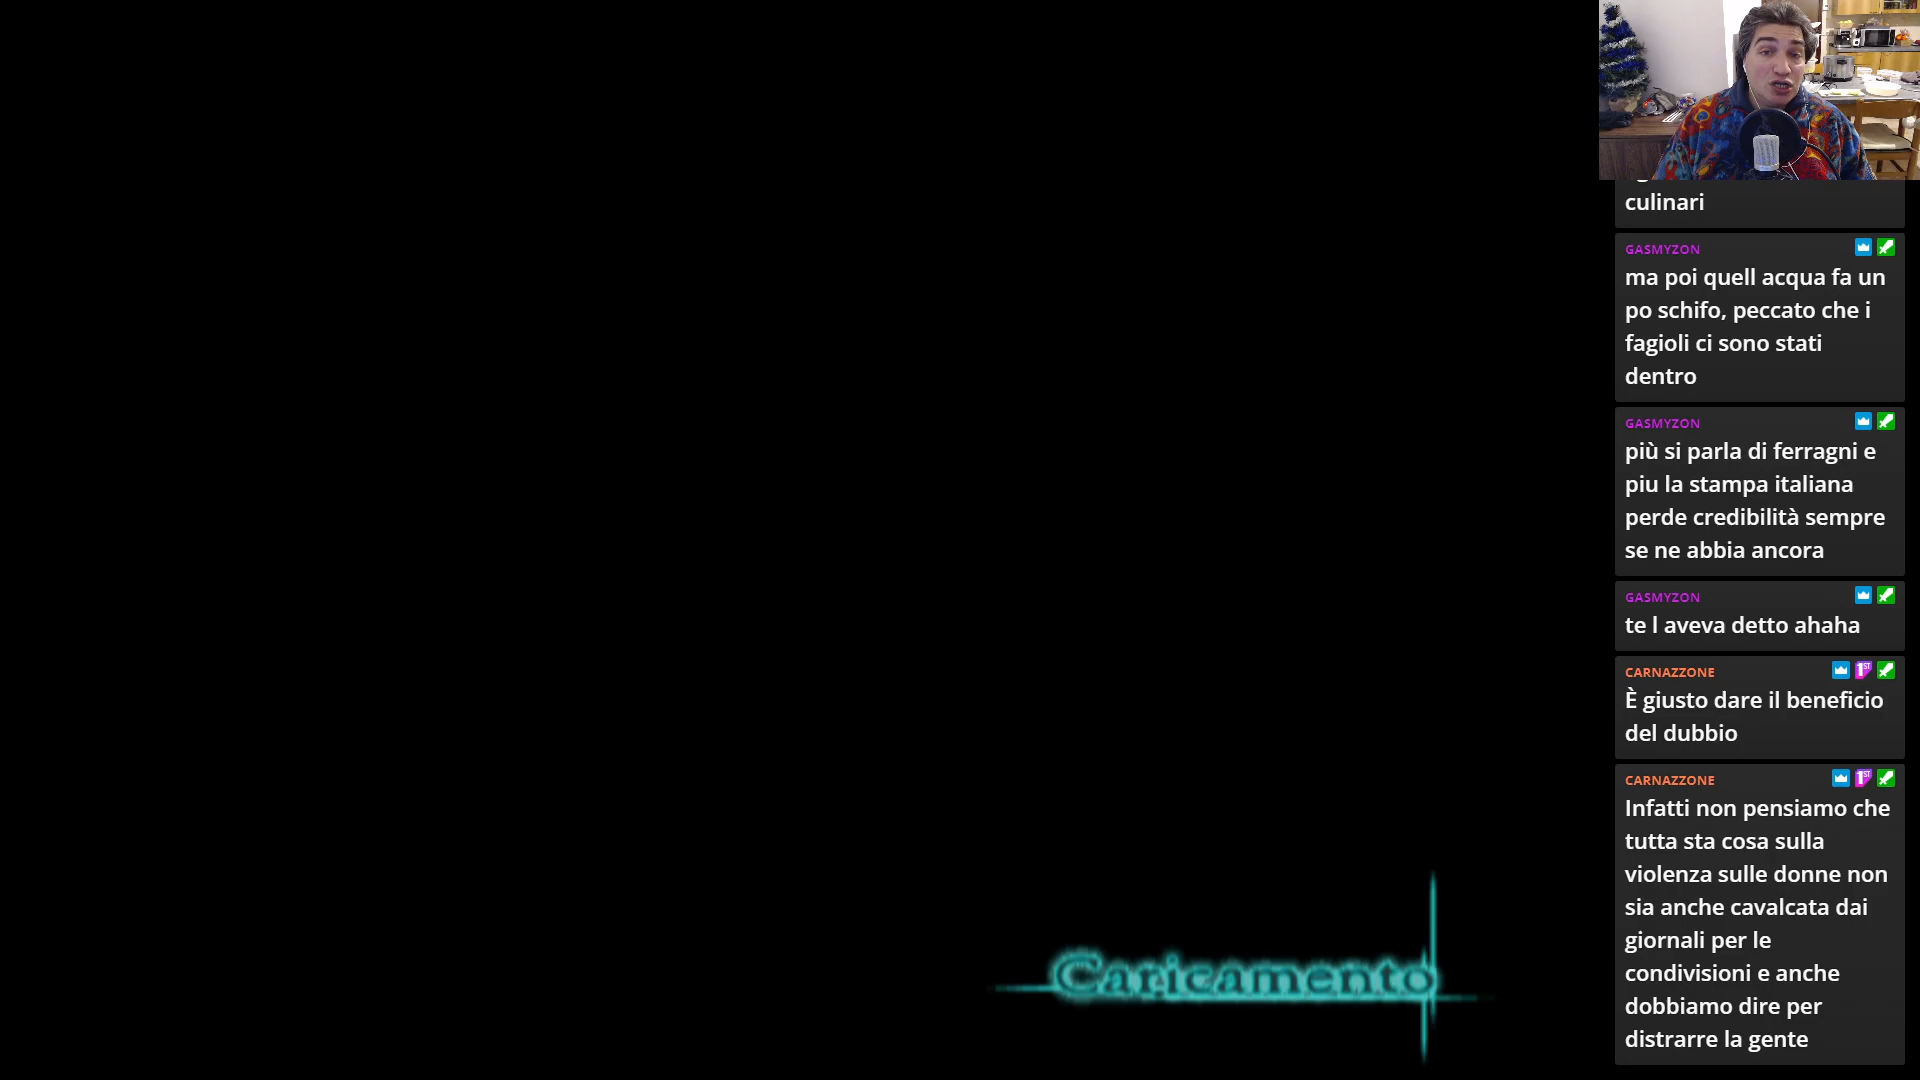 culinari
GASMYZON
ma poi quell acqua fa un
po schifo, peccato che i
fagioli ci sono stati
dentro
GASMYZON
più si parla di ferragni e
piu la stampa italiana
perde credibilità sempre
se ne abbia ancora
GASMYZON
te l aveva detto ahaha
CARNAZZONE
1ST
È giusto dare il beneficio
del dubbio
CARNAZZONE
1ST
Infatti non pensiamo che
tutta sta cosa sulla
violenza sulle donne non
sia anche cavalcata dai
giornali per le
condivisioni e anche
dobbiamo dire per
distrarre la gente
Caricamento